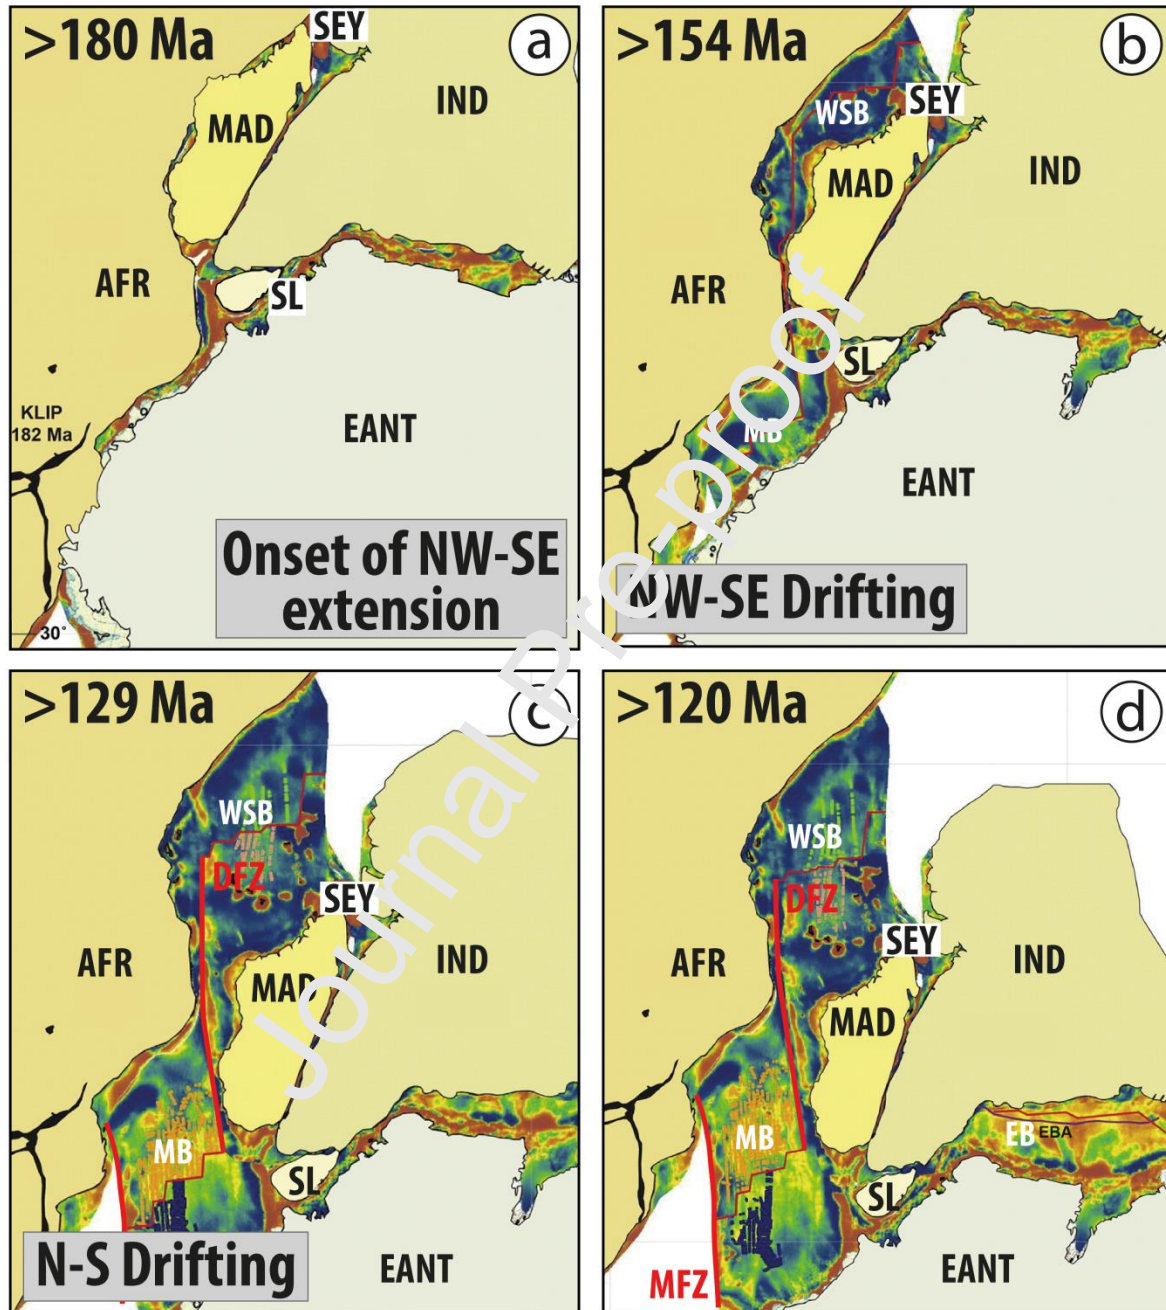 >180 Ma
SEY
a
IND
MAD
AFR
SL
KLIP
182 Ma
EANT
Onset of NW-SE
extension
30°
>154 Ma
b
SEY
WSB
IND
MAD
AFR
SL
MB
EANT
NW-SE Drifting
>129 Ma
c
WSB
DFZ
SEY
AFR
IND
MAD
MB
SL
N-S Drifting
EANT
>120 Ma
d
WSB
DFZ
SEY
AFR
IND
MAD
EB
EBA
MB
SL
MFZ
EANT
Journal Pre-proof